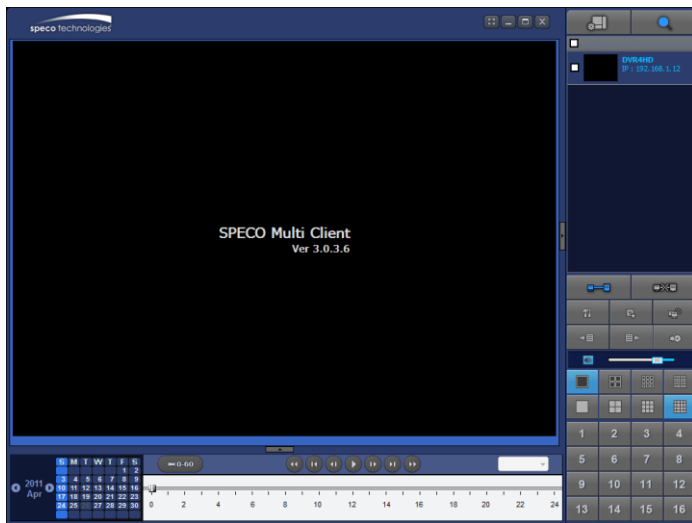 speco technologies
DVR4HD
IP : 192.168.1.12
SPECO Multi Client
Ver 3.0.3.6
2011
Apr
S M T W T F S
1 2
3 4 5 6 7 8 9
10 11 12 13 14 15 16
17 18 19 20 21 22 23
24 25 27 28 29 30
0-60
0 2 4 6 8 10 12 14 16 18 20 22 24
1 2 3 4
5 6 7 8
9 10 11 12
13 14 15 16